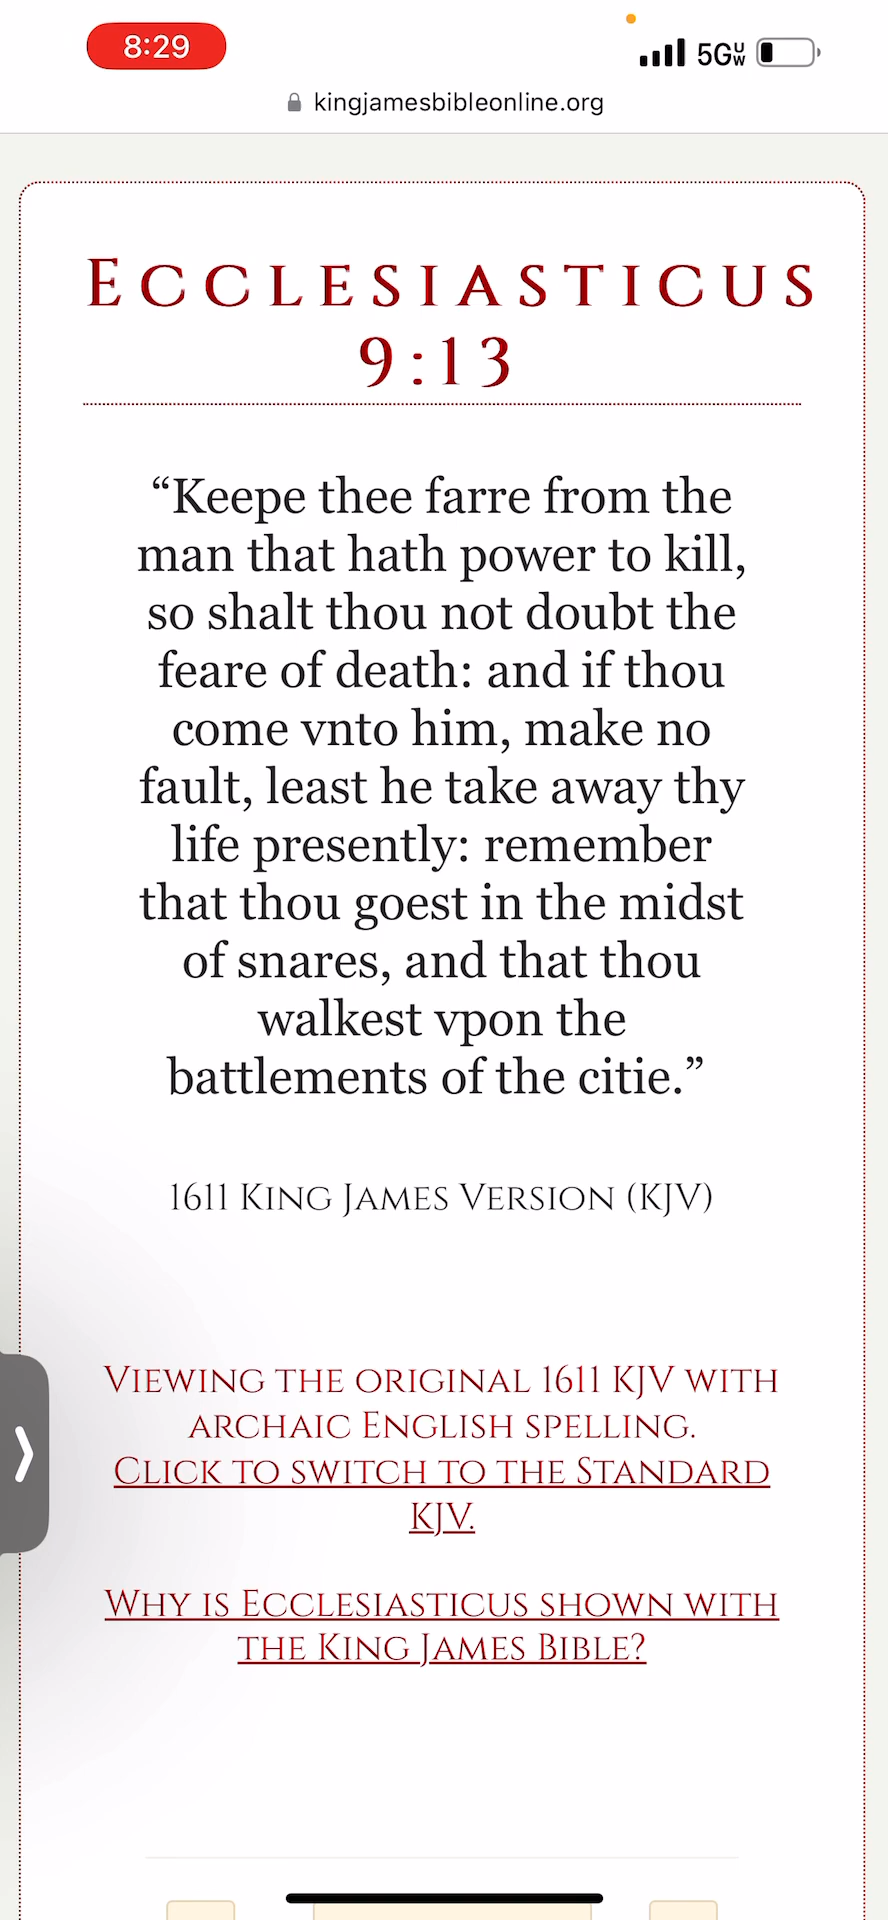 8:29
5GUW
kingjamesbibleonline.org
ECCLESIASTICUS
9:13
“Keepe thee farre from the
man that hath power to kill,
so shalt thou not doubt the
feare of death: and if thou
come vnto him, make no
fault, least he take away thy
life presently: remember
that thou goest in the midst
of snares, and that thou
walkest vpon the
battlements of the citie.”
1611 King James Version (KJV)
Viewing the original 1611 KJV with
archaic English spelling.
Click to switch to the Standard
KJV.
Why is Ecclesiasticus shown with
the King James Bible?